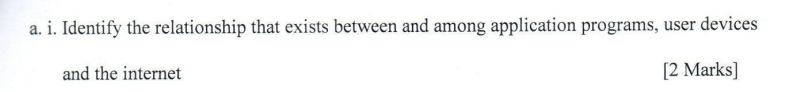 a. i. Identify the relationship that exists between and among application programs, user devices
and the internet [2 Marks]